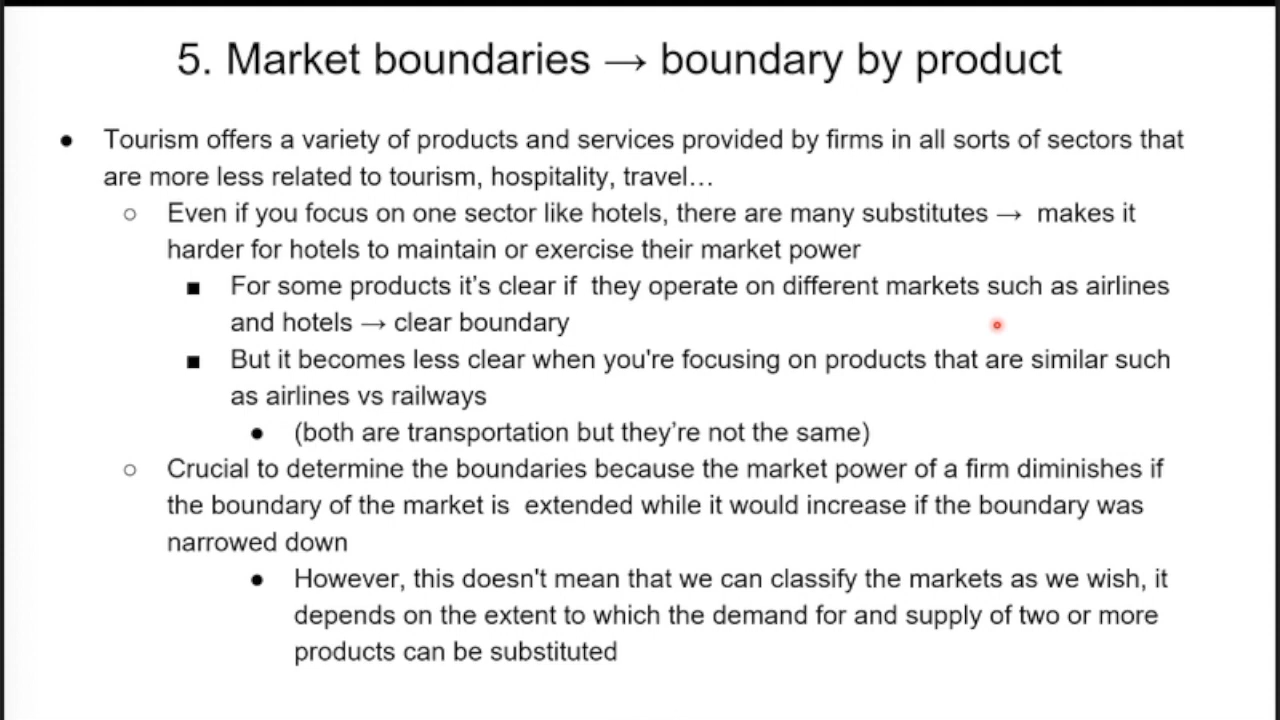 5. Market boundaries → boundary by product
● Tourism offers a variety of products and services provided by firms in all sorts of sectors that
are more less related to tourism, hospitality, travel…
○ Even if you focus on one sector like hotels, there are many substitutes → makes it
harder for hotels to maintain or exercise their market power
■ For some products it's clear if they operate on different markets such as airlines
and hotels → clear boundary
■ But it becomes less clear when you're focusing on products that are similar such
as airlines vs railways
● (both are transportation but they're not the same)
○ Crucial to determine the boundaries because the market power of a firm diminishes if
the boundary of the market is extended while it would increase if the boundary was
narrowed down
● However, this doesn't mean that we can classify the markets as we wish, it
depends on the extent to which the demand for and supply of two or more
products can be substituted